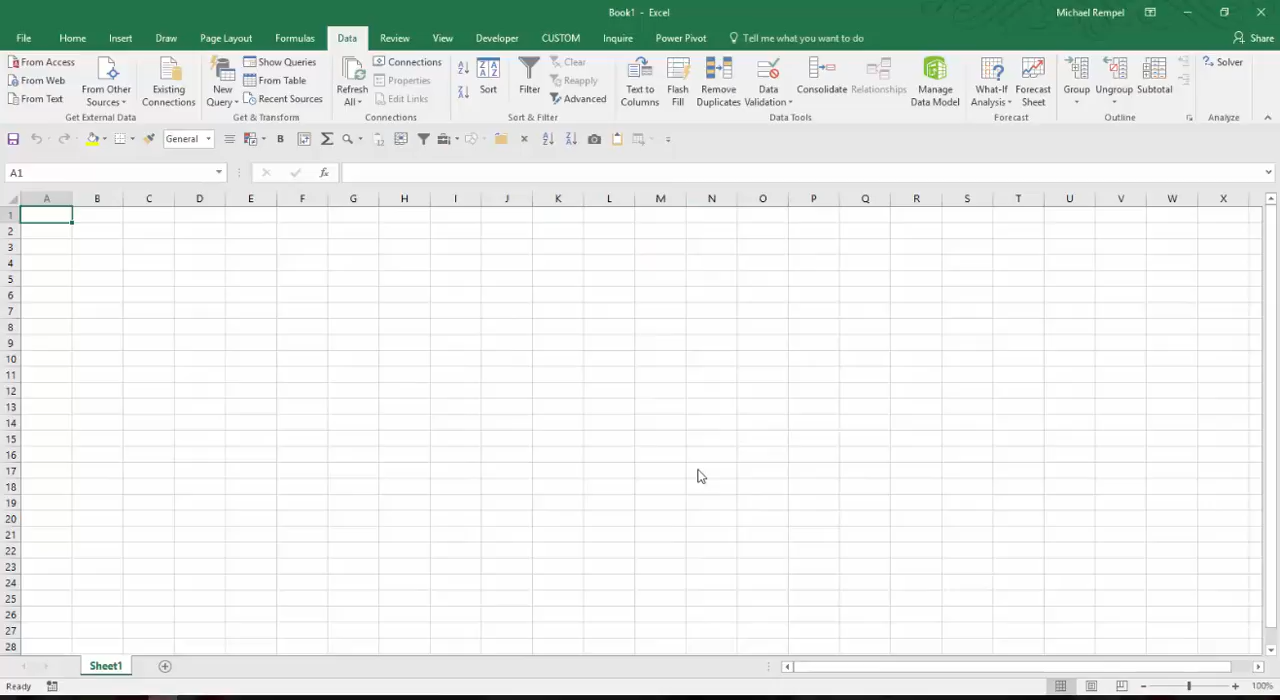 Book1 - Excel
Michael Rempel
File Home Insert Draw Page Layout Formulas Data Review View Developer CUSTOM Inquire Power Pivot Tell me what you want to do Share
From Access
From Web
From Text
From Other Sources
Existing Connections
Get External Data
New Query
Show Queries
From Table
Recent Sources
Get & Transform
Refresh All
Connections
Properties
Edit Links
Connections
Sort
Filter
Clear
Reapply
Advanced
Sort & Filter
Text to Columns
Flash Fill
Remove Duplicates
Data Validation
Consolidate
Relationships
Manage Data Model
Data Tools
What-If Analysis
Forecast Sheet
Forecast
Group
Ungroup
Subtotal
Outline
Solver
Analyze
General
B
A1
fx
A B C D E F G H I J K L M N O P Q R S T U V W X
1
2
3
4
5
6
7
8
9
10
11
12
13
14
15
16
17
18
19
20
21
22
23
24
25
26
27
28
Sheet1
Ready
100%